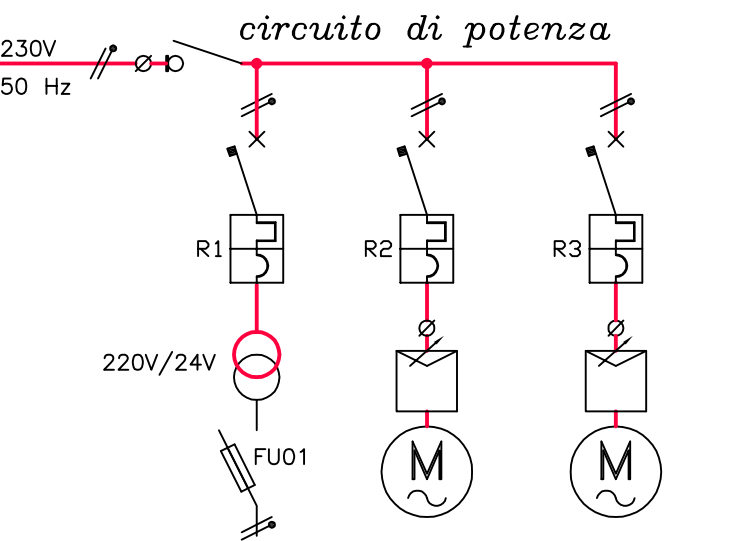 circuito di potenza
230V
50 Hz
R1
R2
R3
220V/24V
FU01
M
M